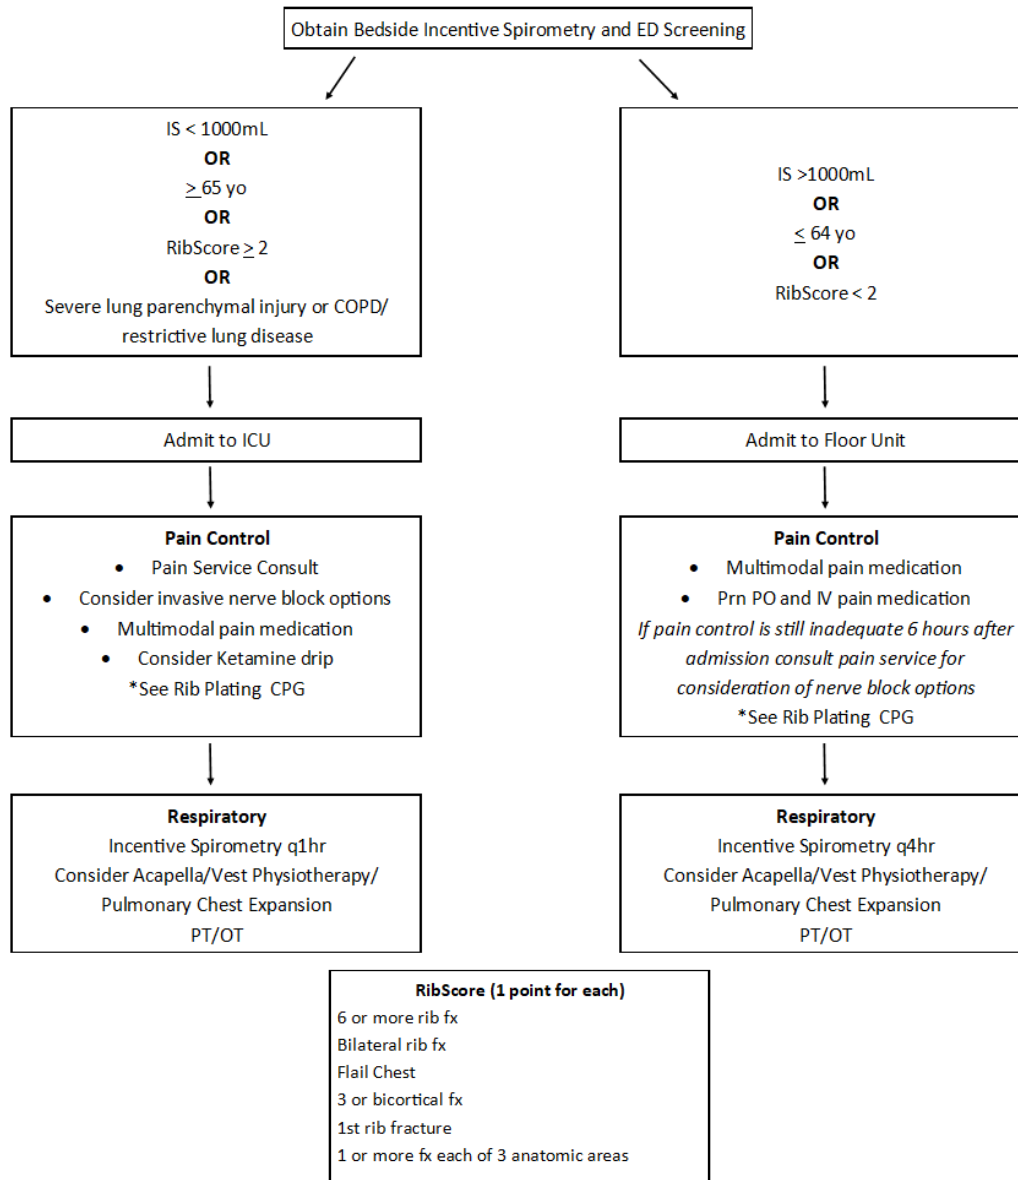 Obtain Bedside Incentive Spirometry and ED Screening
IS < 1000mL
OR
≥ 65 yo
OR
RibScore ≥ 2
OR
Severe lung parenchymal injury or COPD/
restrictive lung disease
IS >1000mL
OR
≤ 64 yo
OR
RibScore < 2
Admit to ICU
Admit to Floor Unit
Pain Control
• Pain Service Consult
• Consider invasive nerve block options
• Multimodal pain medication
• Consider Ketamine drip
*See Rib Plating CPG
Pain Control
• Multimodal pain medication
• Prn PO and IV pain medication
If pain control is still inadequate 6 hours after
admission consult pain service for
consideration of nerve block options
*See Rib Plating CPG
Respiratory
Incentive Spirometry q1hr
Consider Acapella/Vest Physiotherapy/
Pulmonary Chest Expansion
PT/OT
Respiratory
Incentive Spirometry q4hr
Consider Acapella/Vest Physiotherapy/
Pulmonary Chest Expansion
PT/OT
RibScore (1 point for each)
6 or more rib fx
Bilateral rib fx
Flail Chest
3 or bicortical fx
1st rib fracture
1 or more fx each of 3 anatomic areas